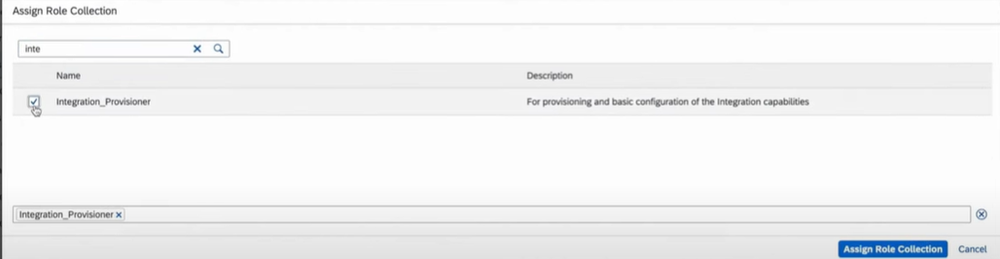 Assign Role Collection
inte
Name Description
Integration_Provisioner For provisioning and basic configuration of the Integration capabilities
Integration_Provisioner
Assign Role Collection Cancel